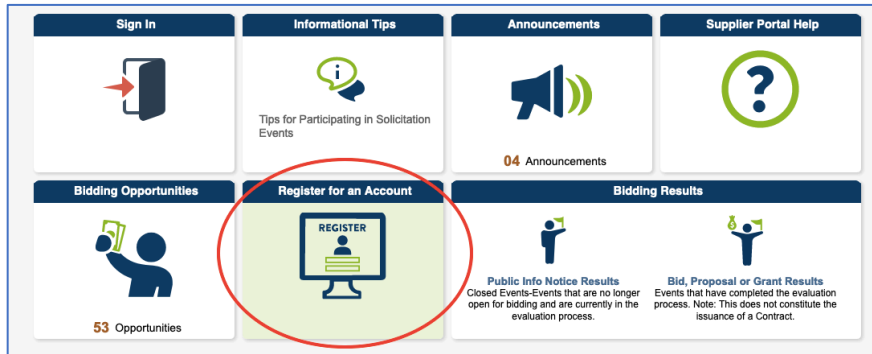 Sign In
Informational Tips
Announcements
Supplier Portal Help
i
?
Tips for Participating in Solicitation
Events
04 Announcements
Bidding Opportunities
Register for an Account
Bidding Results
REGISTER
53 Opportunities
Public Info Notice Results
Closed Events-Events that are no longer
open for bidding and are currently in the
evaluation process.
Bid, Proposal or Grant Results
Events that have completed the evaluation
process. Note: This does not constitute the
issuance of a Contract.